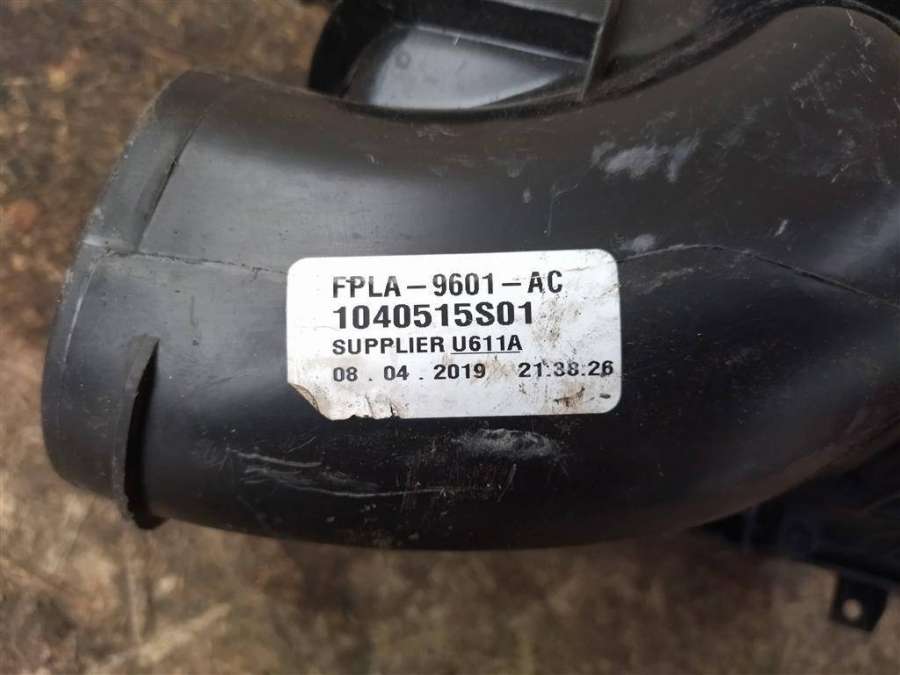 FPLA-9601-AC
1040515S01
SUPPLIER U611A
08.04.2019 21:38:26